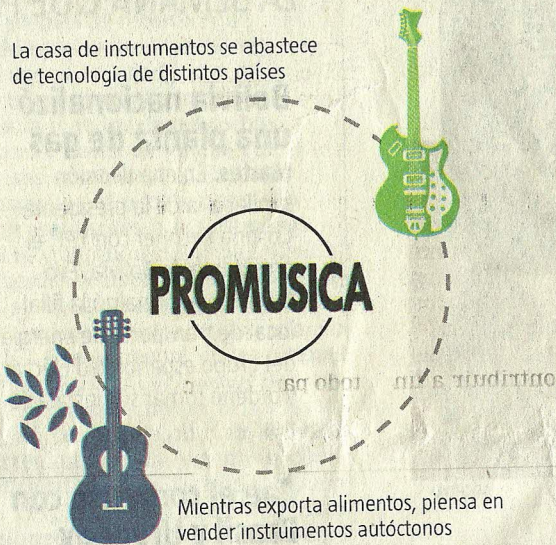 La casa de instrumentos se abastece
de tecnología de distintos países
PROMUSICA
Mientras exporta alimentos, piensa en
vender instrumentos autóctonos